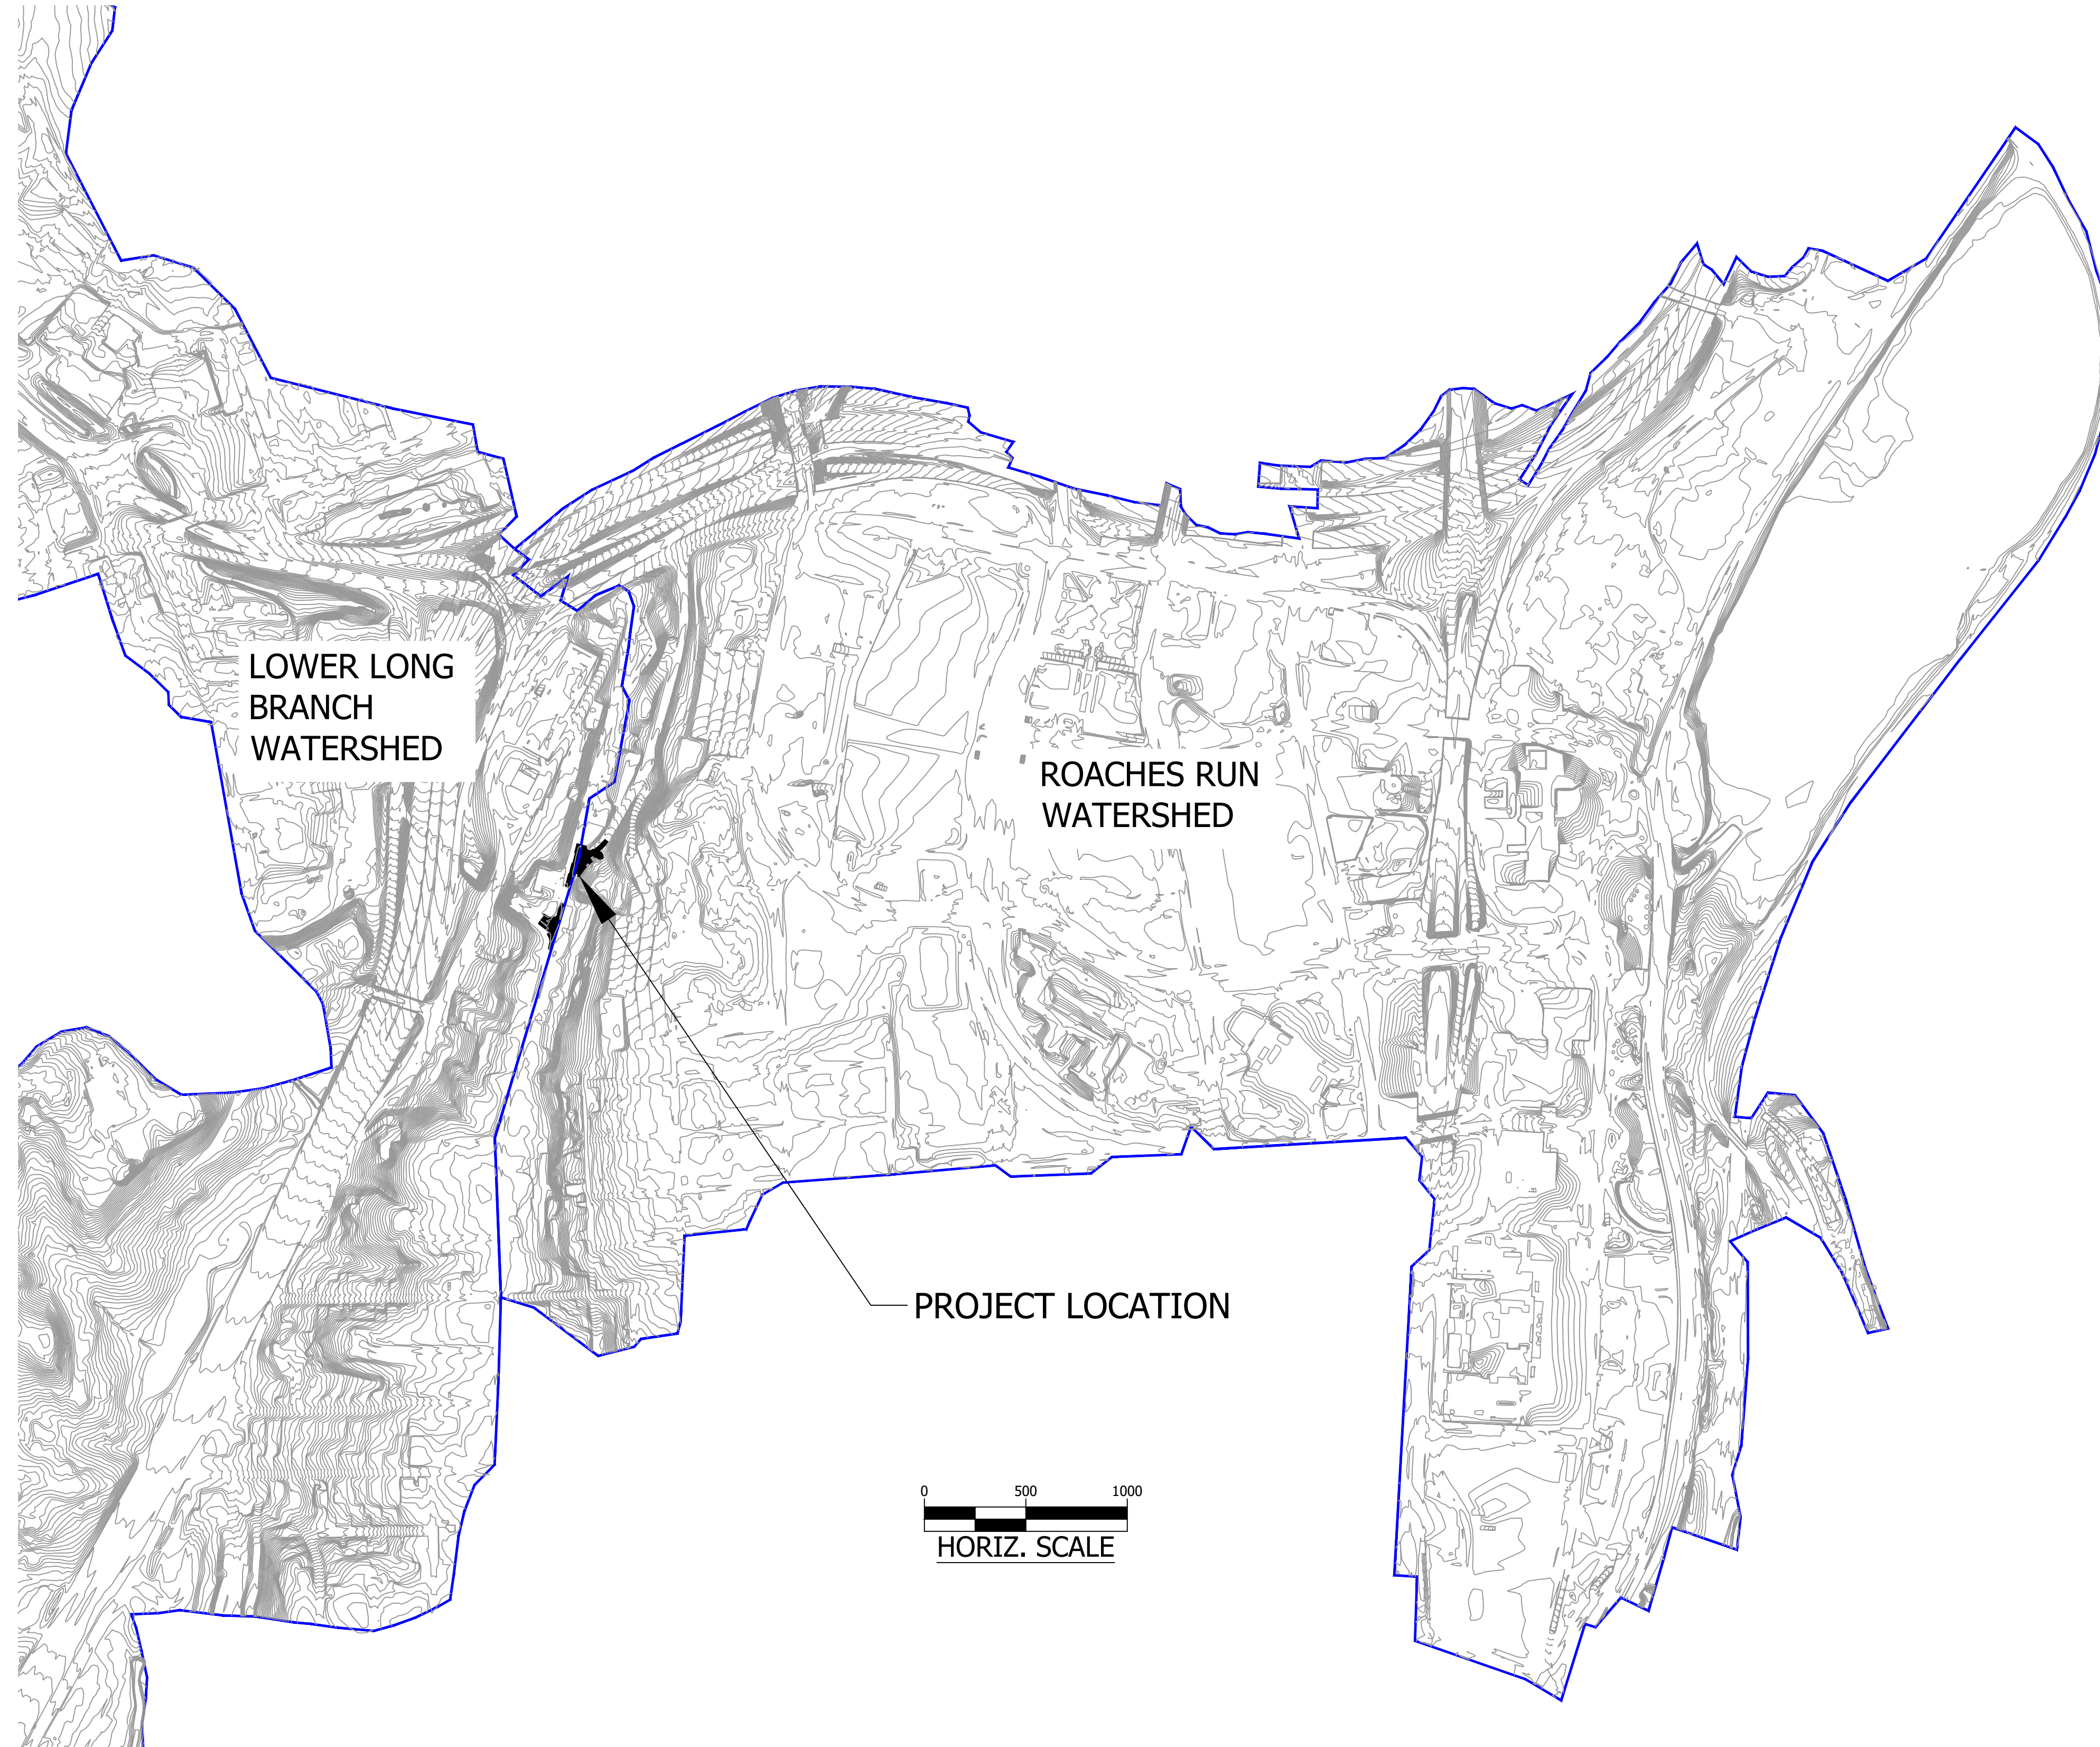 LOWER LONG
BRANCH
WATERSHED
ROACHES RUN
WATERSHED
PROJECT LOCATION
0 500 1000
HORIZ. SCALE